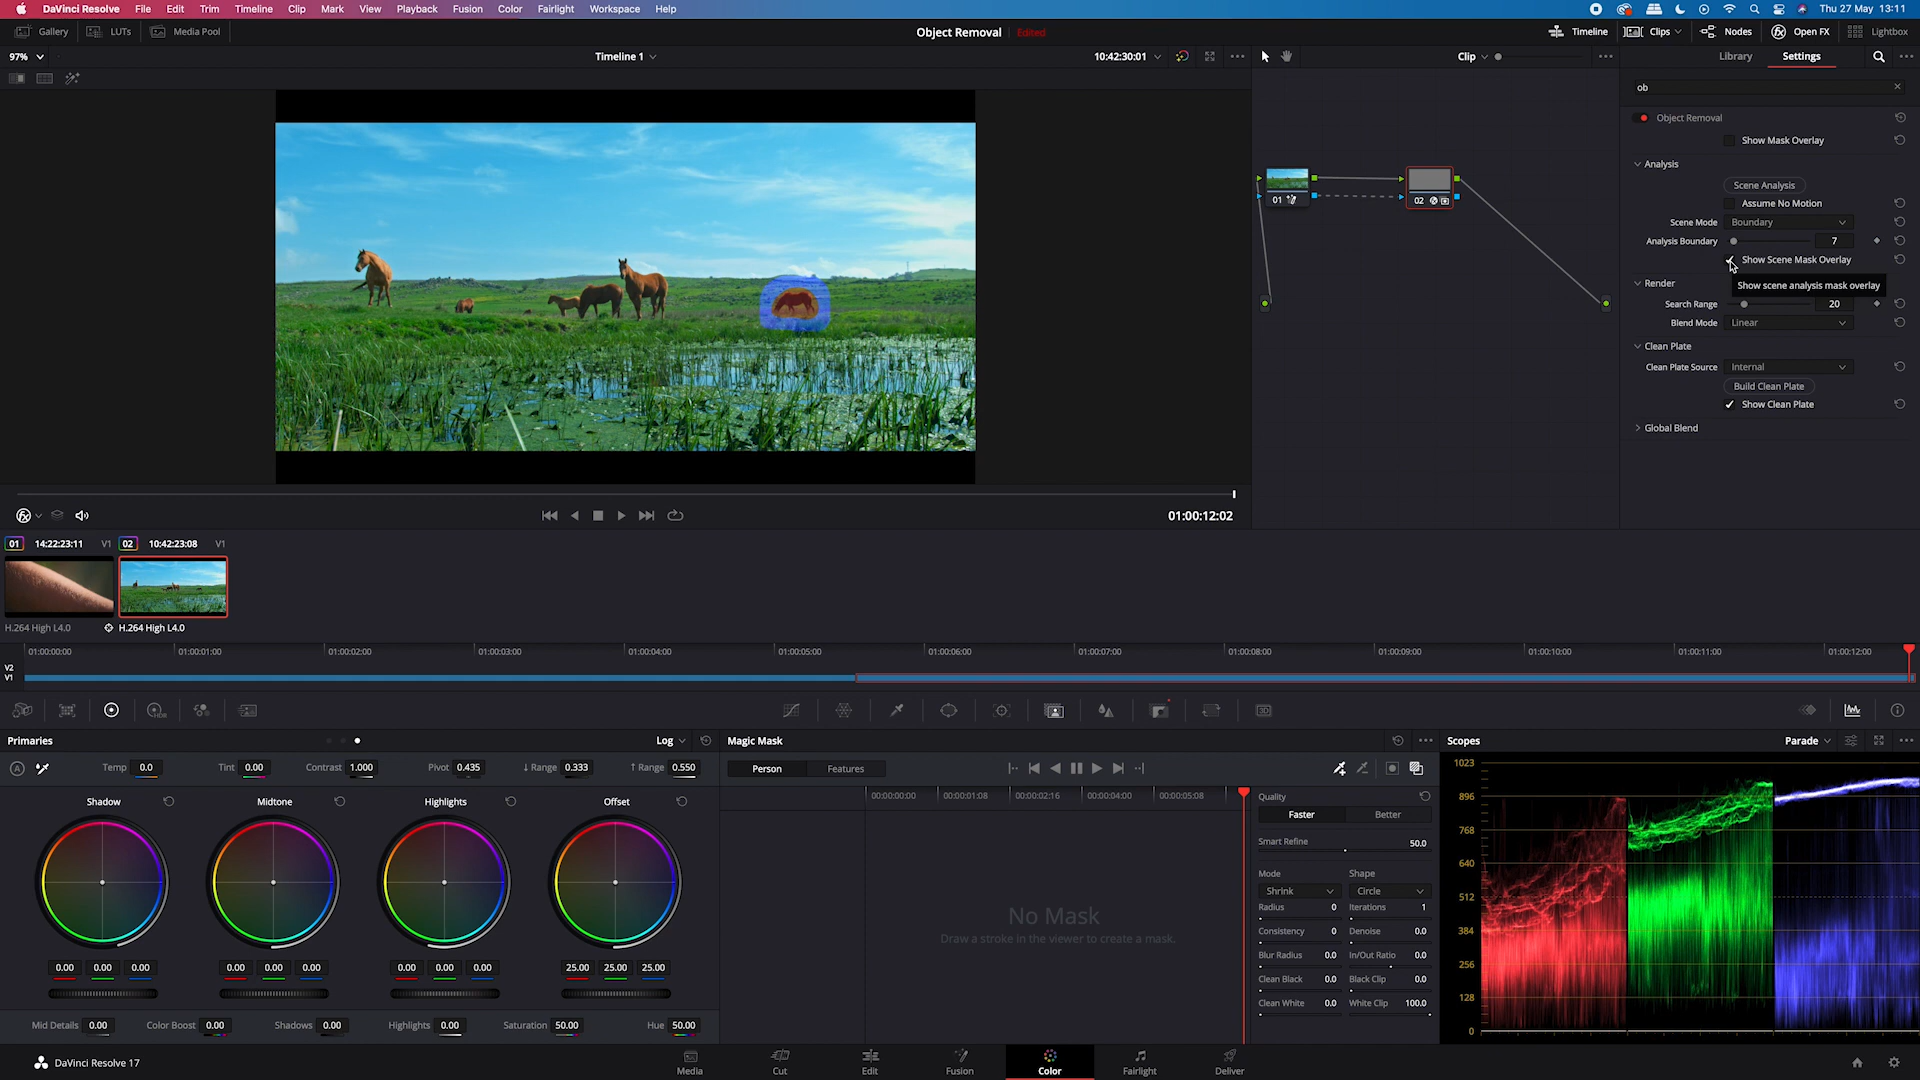 DaVinci Resolve File Edit Trim Timeline Clip Mark View Playback Fusion Color Fairlight Workspace Help Thu 27 May 13:11
Gallery LUTs Media Pool Object Removal Edited Timeline Clips Nodes Open FX Lightbox
97% Timeline 1 10:42:30:01 Clip Library Settings
ob
Object Removal
Show Mask Overlay
Analysis
Scene Analysis
Assume No Motion
Scene Mode Boundary
Analysis Boundary 7
Show Scene Mask Overlay
Show scene analysis mask overlay
Render
Search Range 20
Blend Mode Linear
Clean Plate
Clean Plate Source Internal
Build Clean Plate
Show Clean Plate
Global Blend
01 02
01:00:12:02
01 14:22:23:11 V1 02 10:42:23:08 V1
H.264 High L4.0 H.264 High L4.0
01:00:00:00 01:00:01:00 01:00:02:00 01:00:03:00 01:00:04:00 01:00:05:00 01:00:06:00 01:00:07:00 01:00:08:00 01:00:09:00 01:00:10:00 01:00:11:00 01:00:12:00
V2
V1
HDR 3D
Primaries Log Magic Mask Scopes Parade
A Temp 0.0 Tint 0.00 Contrast 1.000 Pivot 0.435 ↓ Range 0.333 ↑ Range 0.550
Person Features
Shadow Midtone Highlights Offset
00:00:00:00 00:00:01:08 00:00:02:16 00:00:04:00 00:00:05:08
Quality
Faster Better
Smart Refine 50.0
Mode Shape
Shrink Circle
Radius 0 Iterations 1
Consistency 0 Denoise 0.0
Blur Radius 0.0 In/Out Ratio 0.0
Clean Black 0.0 Black Clip 0.0
Clean White 0.0 White Clip 100.0
No Mask
Draw a stroke in the viewer to create a mask.
1023
896
768
640
512
384
256
128
0
0.00 0.00 0.00 0.00 0.00 0.00 0.00 0.00 0.00 25.00 25.00 25.00
Mid Details 0.00 Color Boost 0.00 Shadows 0.00 Highlights 0.00 Saturation 50.00 Hue 50.00
DaVinci Resolve 17 Media Cut Edit Fusion Color Fairlight Deliver